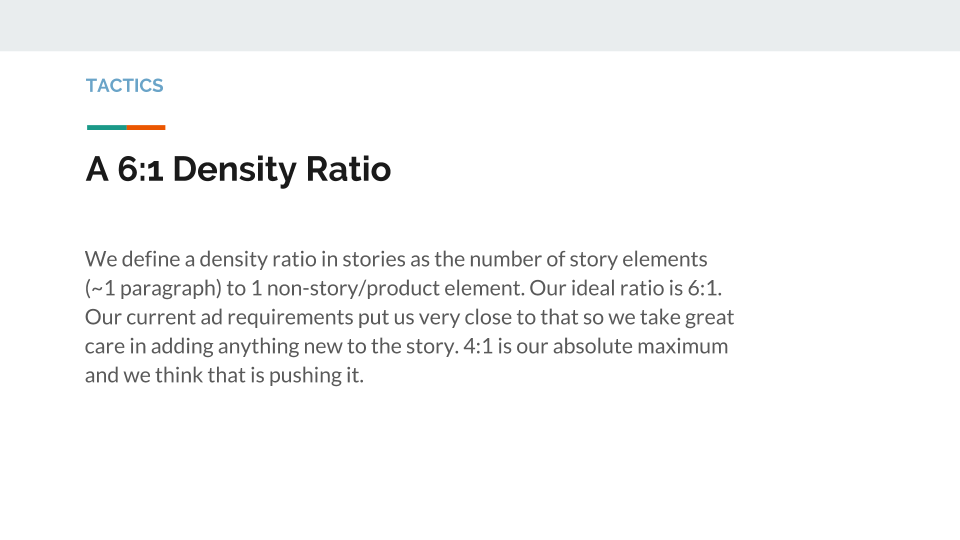 TACTICS
A 6:1 Density Ratio
We define a density ratio in stories as the number of story elements
(~1 paragraph) to 1 non-story/product element. Our ideal ratio is 6:1.
Our current ad requirements put us very close to that so we take great
care in adding anything new to the story. 4:1 is our absolute maximum
and we think that is pushing it.